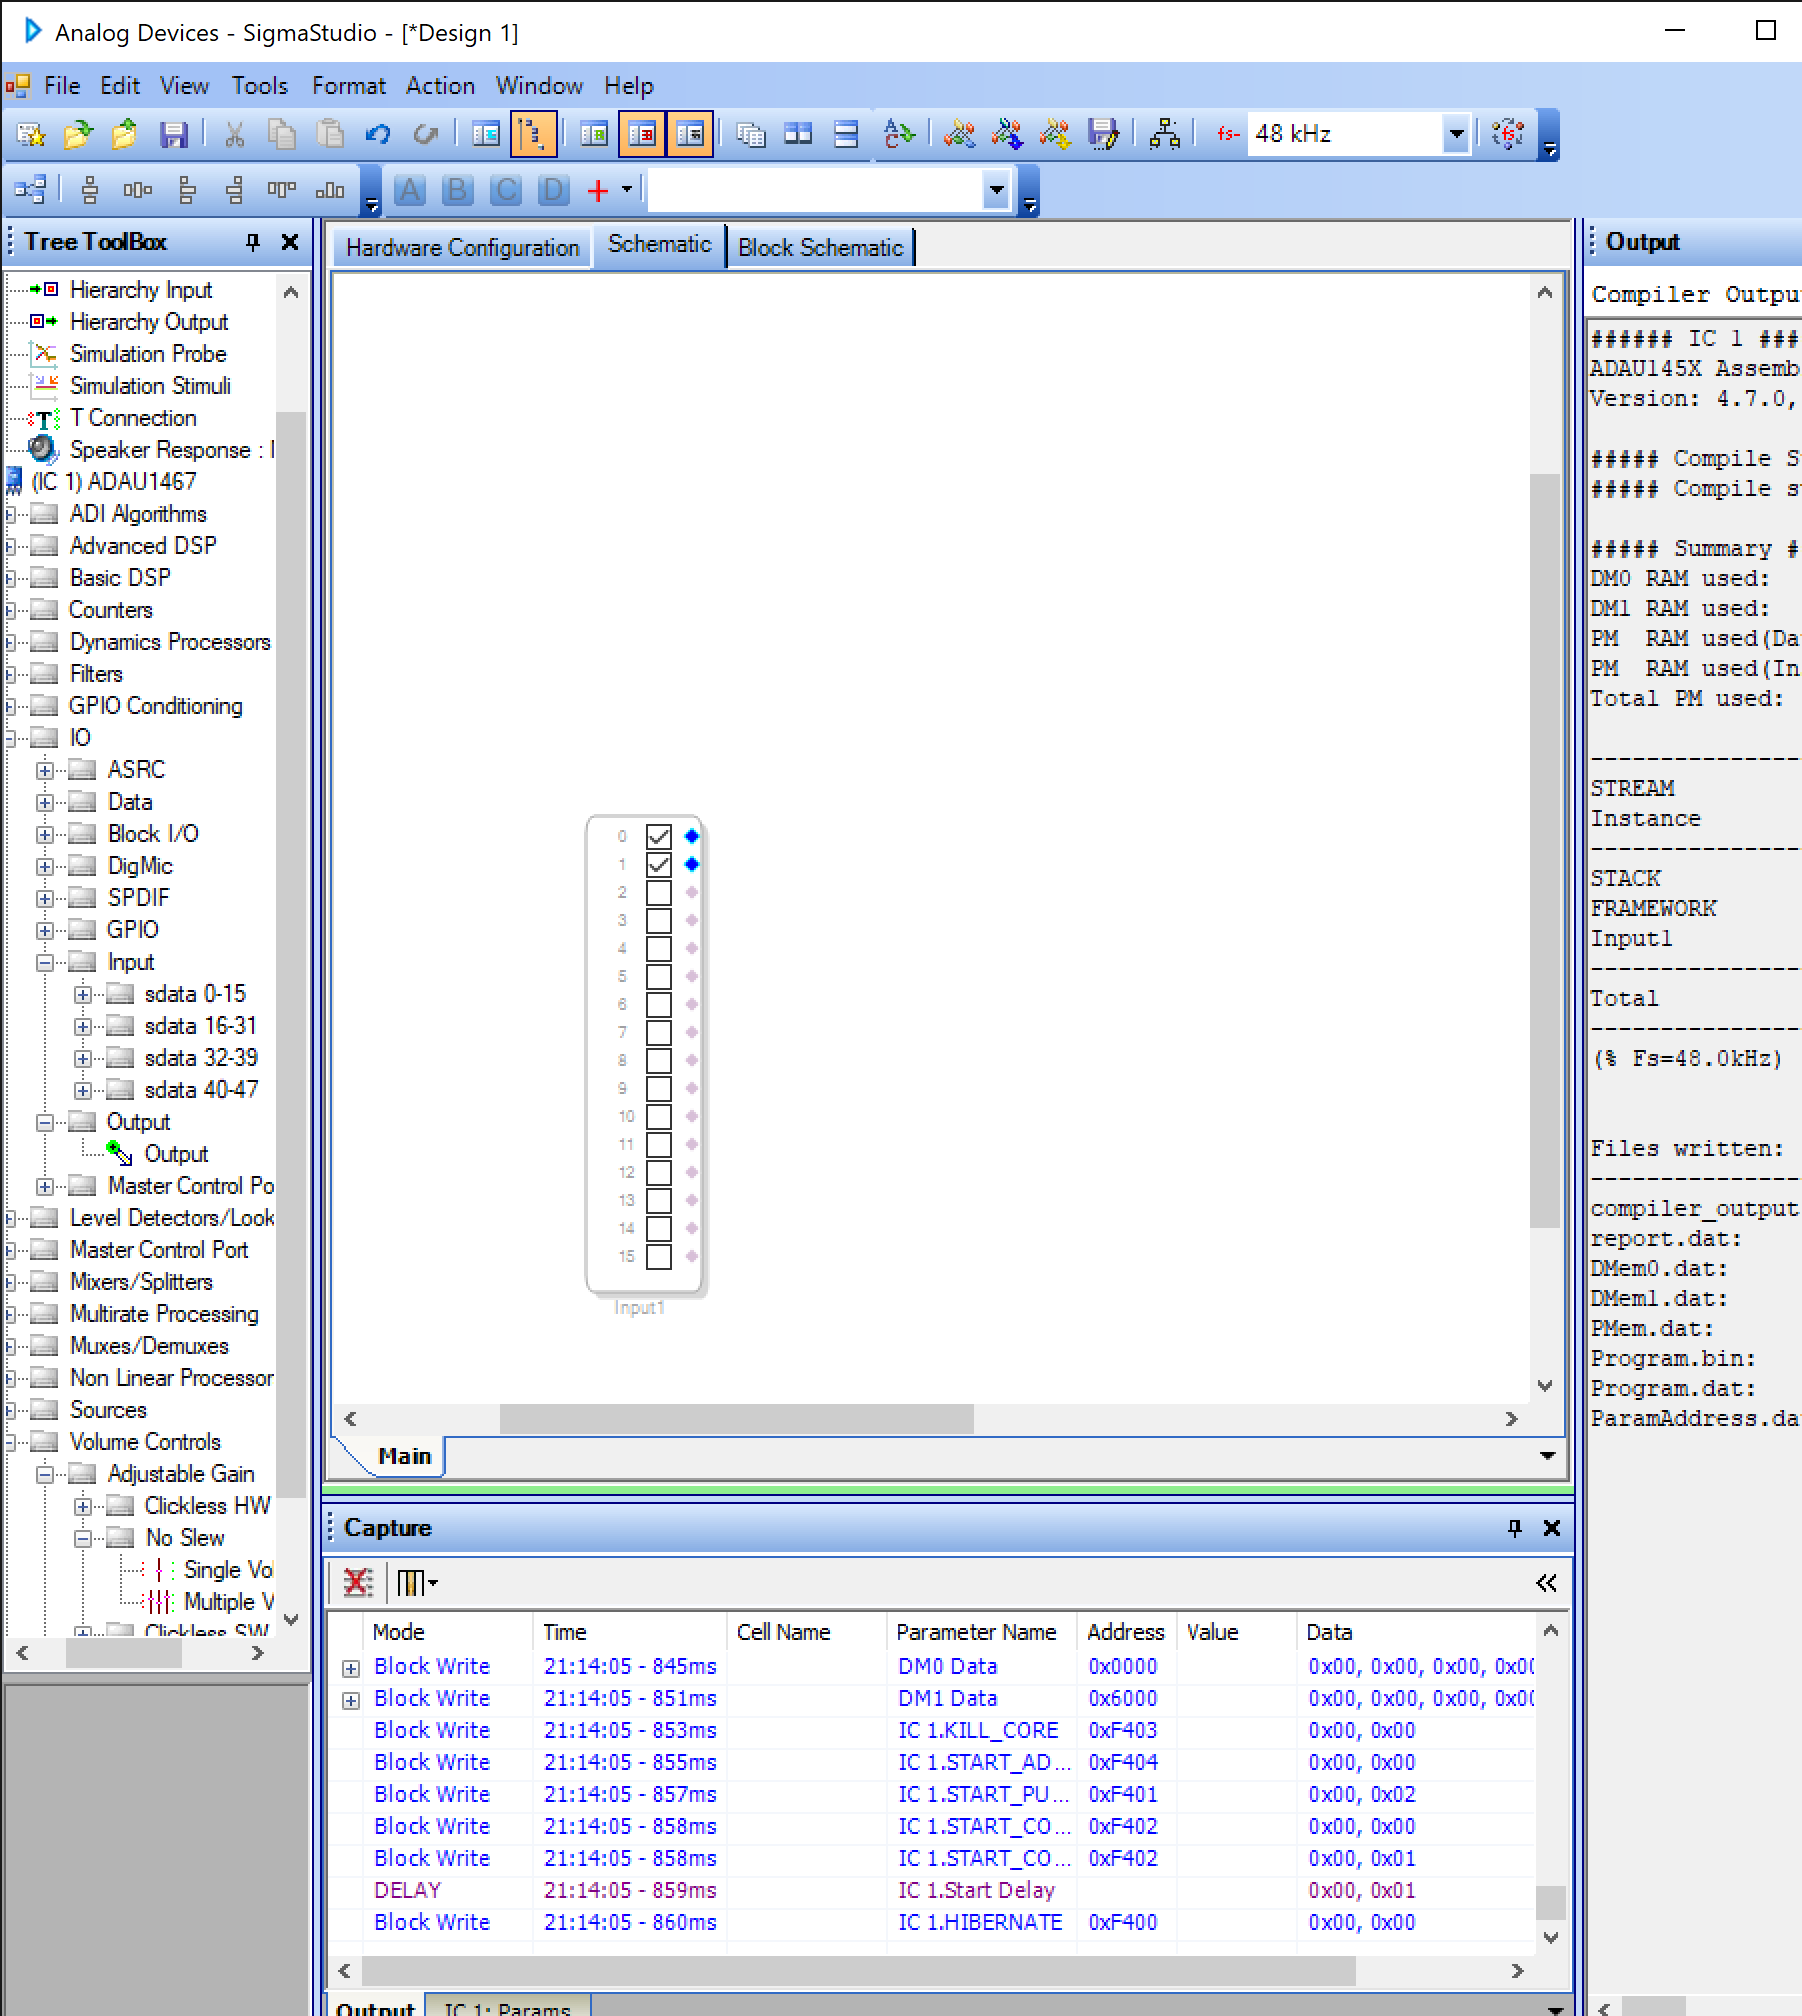 Analog Devices - SigmaStudio - [*Design 1]
File Edit View Tools Format Action Window Help
fs- 48 kHz
A B C D
Tree ToolBox
Hierarchy Input
Hierarchy Output
Simulation Probe
Simulation Stimuli
T Connection
Speaker Response :
(IC 1) ADAU1467
ADI Algorithms
Advanced DSP
Basic DSP
Counters
Dynamics Processors
Filters
GPIO Conditioning
IO
ASRC
Data
Block I/O
DigMic
SPDIF
GPIO
Input
sdata 0-15
sdata 16-31
sdata 32-39
sdata 40-47
Output
Output
Master Control Po
Level Detectors/Look
Master Control Port
Mixers/Splitters
Multirate Processing
Muxes/Demuxes
Non Linear Processor
Sources
Volume Controls
Adjustable Gain
Clickless HW
No Slew
Single Vo
Multiple V
Clickless SW
Hardware Configuration Schematic Block Schematic
0
1
2
3
4
5
6
7
8
9
10
11
12
13
14
15
Input1
Main
Capture
Mode Time Cell Name Parameter Name Address Value Data
Block Write 21:14:05 - 845ms DM0 Data 0x0000 0x00, 0x00, 0x00, 0x00
Block Write 21:14:05 - 851ms DM1 Data 0x6000 0x00, 0x00, 0x00, 0x00
Block Write 21:14:05 - 853ms IC 1.KILL_CORE 0xF403 0x00, 0x00
Block Write 21:14:05 - 855ms IC 1.START_AD... 0xF404 0x00, 0x00
Block Write 21:14:05 - 857ms IC 1.START_PU... 0xF401 0x00, 0x02
Block Write 21:14:05 - 858ms IC 1.START_CO... 0xF402 0x00, 0x00
Block Write 21:14:05 - 858ms IC 1.START_CO... 0xF402 0x00, 0x01
DELAY 21:14:05 - 859ms IC 1.Start Delay 0x00, 0x01
Block Write 21:14:05 - 860ms IC 1.HIBERNATE 0xF400 0x00, 0x00
Output IC 1: Params
Output
Compiler Outpu
###### IC 1 ###
ADAU145X Assemb
Version: 4.7.0,
##### Compile S
##### Compile s
##### Summary #
DM0 RAM used:
DM1 RAM used:
PM RAM used(Da
PM RAM used(In
Total PM used:
---------------
STREAM
Instance
---------------
STACK
FRAMEWORK
Input1
---------------
Total
---------------
(% Fs=48.0kHz)
Files written:
---------------
compiler_output
report.dat:
DMem0.dat:
DMem1.dat:
PMem.dat:
Program.bin:
Program.dat:
ParamAddress.da